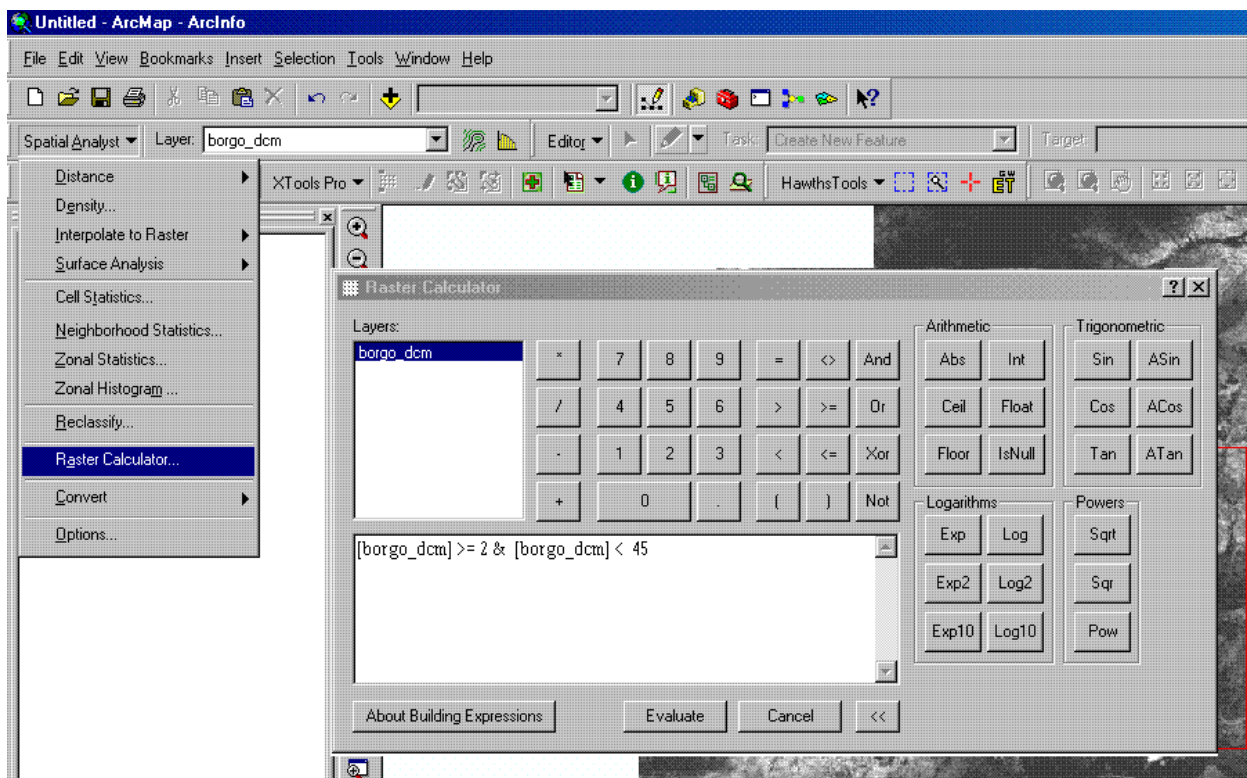 Untitled - ArcMap - ArcInfo
File Edit View Bookmarks Insert Selection Tools Window Help
Spatial Analyst Layer: borgo_dcm Editor Task: Create New Feature Target:
XTools Pro HawthsTools
Distance
Density...
Interpolate to Raster
Surface Analysis
Cell Statistics...
Neighborhood Statistics...
Zonal Statistics...
Zonal Histogram ...
Reclassify...
Raster Calculator...
Convert
Options...
Raster Calculator
Layers:
borgo_dcm
* 7 8 9 = <> And
/ 4 5 6 > >= Or
- 1 2 3 < <= Xor
+ 0 . ( ) Not
Arithmetic
Abs Int
Ceil Float
Floor IsNull
Trigonometric
Sin ASin
Cos ACos
Tan ATan
Logarithms
Exp Log
Exp2 Log2
Exp10 Log10
Powers
Sqrt
Sqr
Pow
[borgo_dcm] >= 2 & [borgo_dcm] < 45
About Building Expressions Evaluate Cancel <<